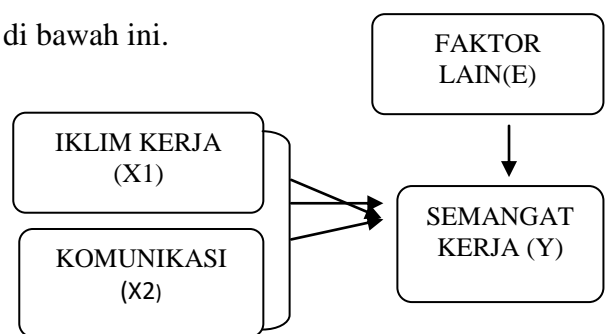 di bawah ini.
FAKTOR
LAIN(E)
IKLIM KERJA
(X1)
SEMANGAT
KERJA (Y)
KOMUNIKASI
(X2)